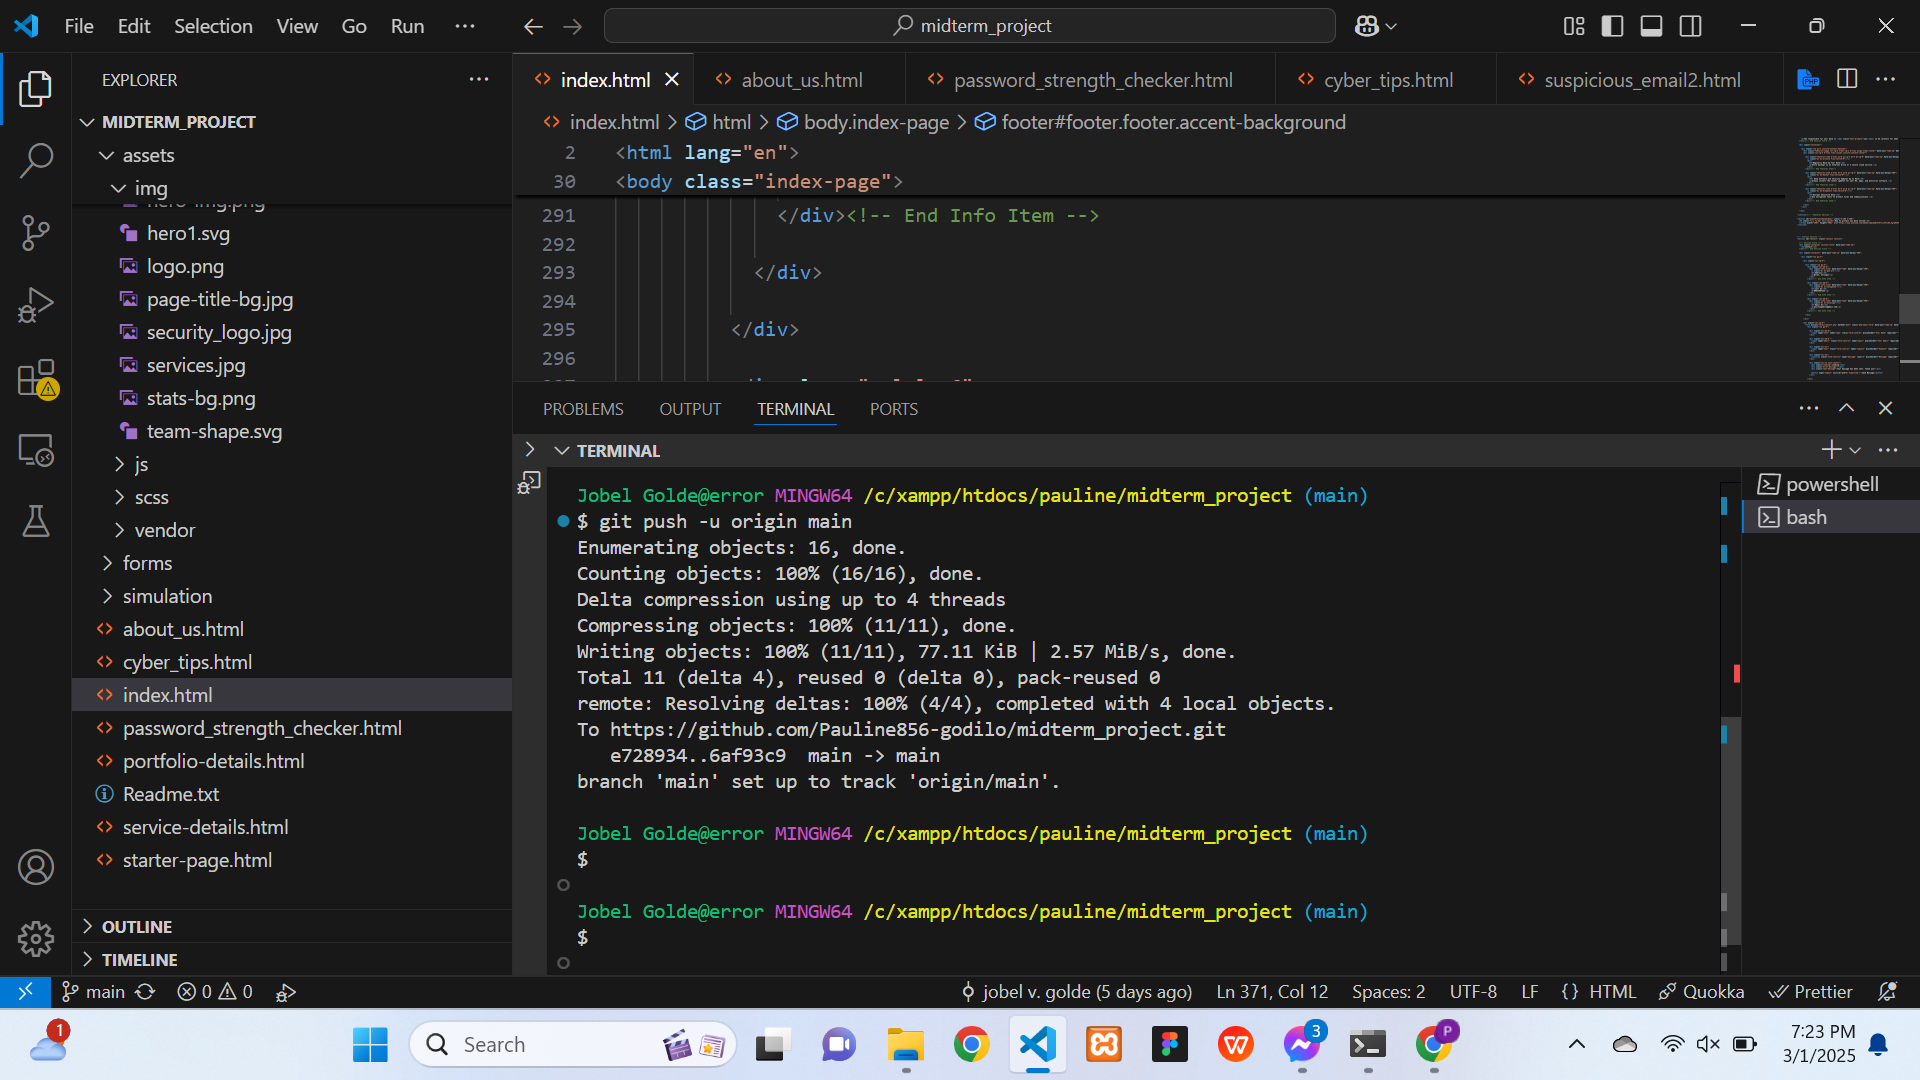 File Edit Selection View Go Run ···
midterm_project
EXPLORER
MIDTERM_PROJECT
assets
img
hero-img.png
hero1.svg
logo.png
page-title-bg.jpg
security_logo.jpg
services.jpg
stats-bg.png
team-shape.svg
js
scss
vendor
forms
simulation
about_us.html
cyber_tips.html
index.html
password_strength_checker.html
portfolio-details.html
Readme.txt
service-details.html
starter-page.html
OUTLINE
TIMELINE
index.html about_us.html password_strength_checker.html cyber_tips.html suspicious_email2.html
index.html > html > body.index-page > footer#footer.footer.accent-background
2 <html lang="en">
30 <body class="index-page">
291 </div><!-- End Info Item -->
292
293 </div>
294
295 </div>
296
PROBLEMS OUTPUT TERMINAL PORTS
TERMINAL
powershell
bash
Jobel Golde@error MINGW64 /c/xampp/htdocs/pauline/midterm_project (main)
$ git push -u origin main
Enumerating objects: 16, done.
Counting objects: 100% (16/16), done.
Delta compression using up to 4 threads
Compressing objects: 100% (11/11), done.
Writing objects: 100% (11/11), 77.11 KiB | 2.57 MiB/s, done.
Total 11 (delta 4), reused 0 (delta 0), pack-reused 0
remote: Resolving deltas: 100% (4/4), completed with 4 local objects.
To https://github.com/Pauline856-godilo/midterm_project.git
e728934..6af93c9 main -> main
branch 'main' set up to track 'origin/main'.
Jobel Golde@error MINGW64 /c/xampp/htdocs/pauline/midterm_project (main)
$
Jobel Golde@error MINGW64 /c/xampp/htdocs/pauline/midterm_project (main)
$
main 0 0 jobel v. golde (5 days ago) Ln 371, Col 12 Spaces: 2 UTF-8 LF {} HTML Quokka Prettier
1 Search 3 P 7:23 PM
3/1/2025